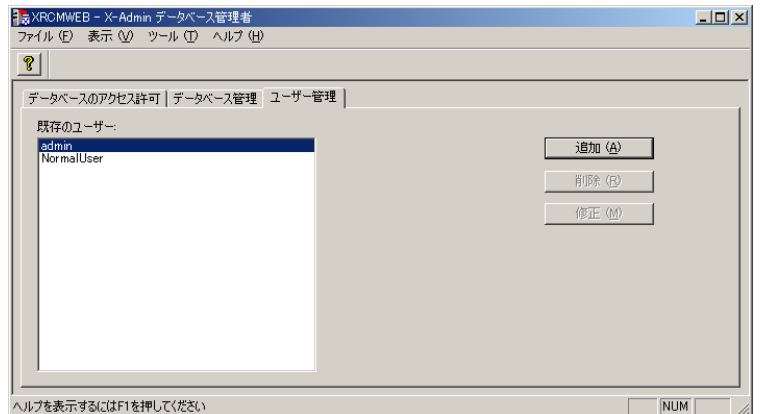 XRCMWEB - X-Admin データベース管理者
ファイル (F) 表示 (V) ツール (T) ヘルプ (H)
データベースのアクセス許可 データベース管理 ユーザー管理
既存のユーザー:
admin
NormalUser
追加 (A)
削除 (R)
修正 (M)
ヘルプを表示するにはF1を押してください
NUM